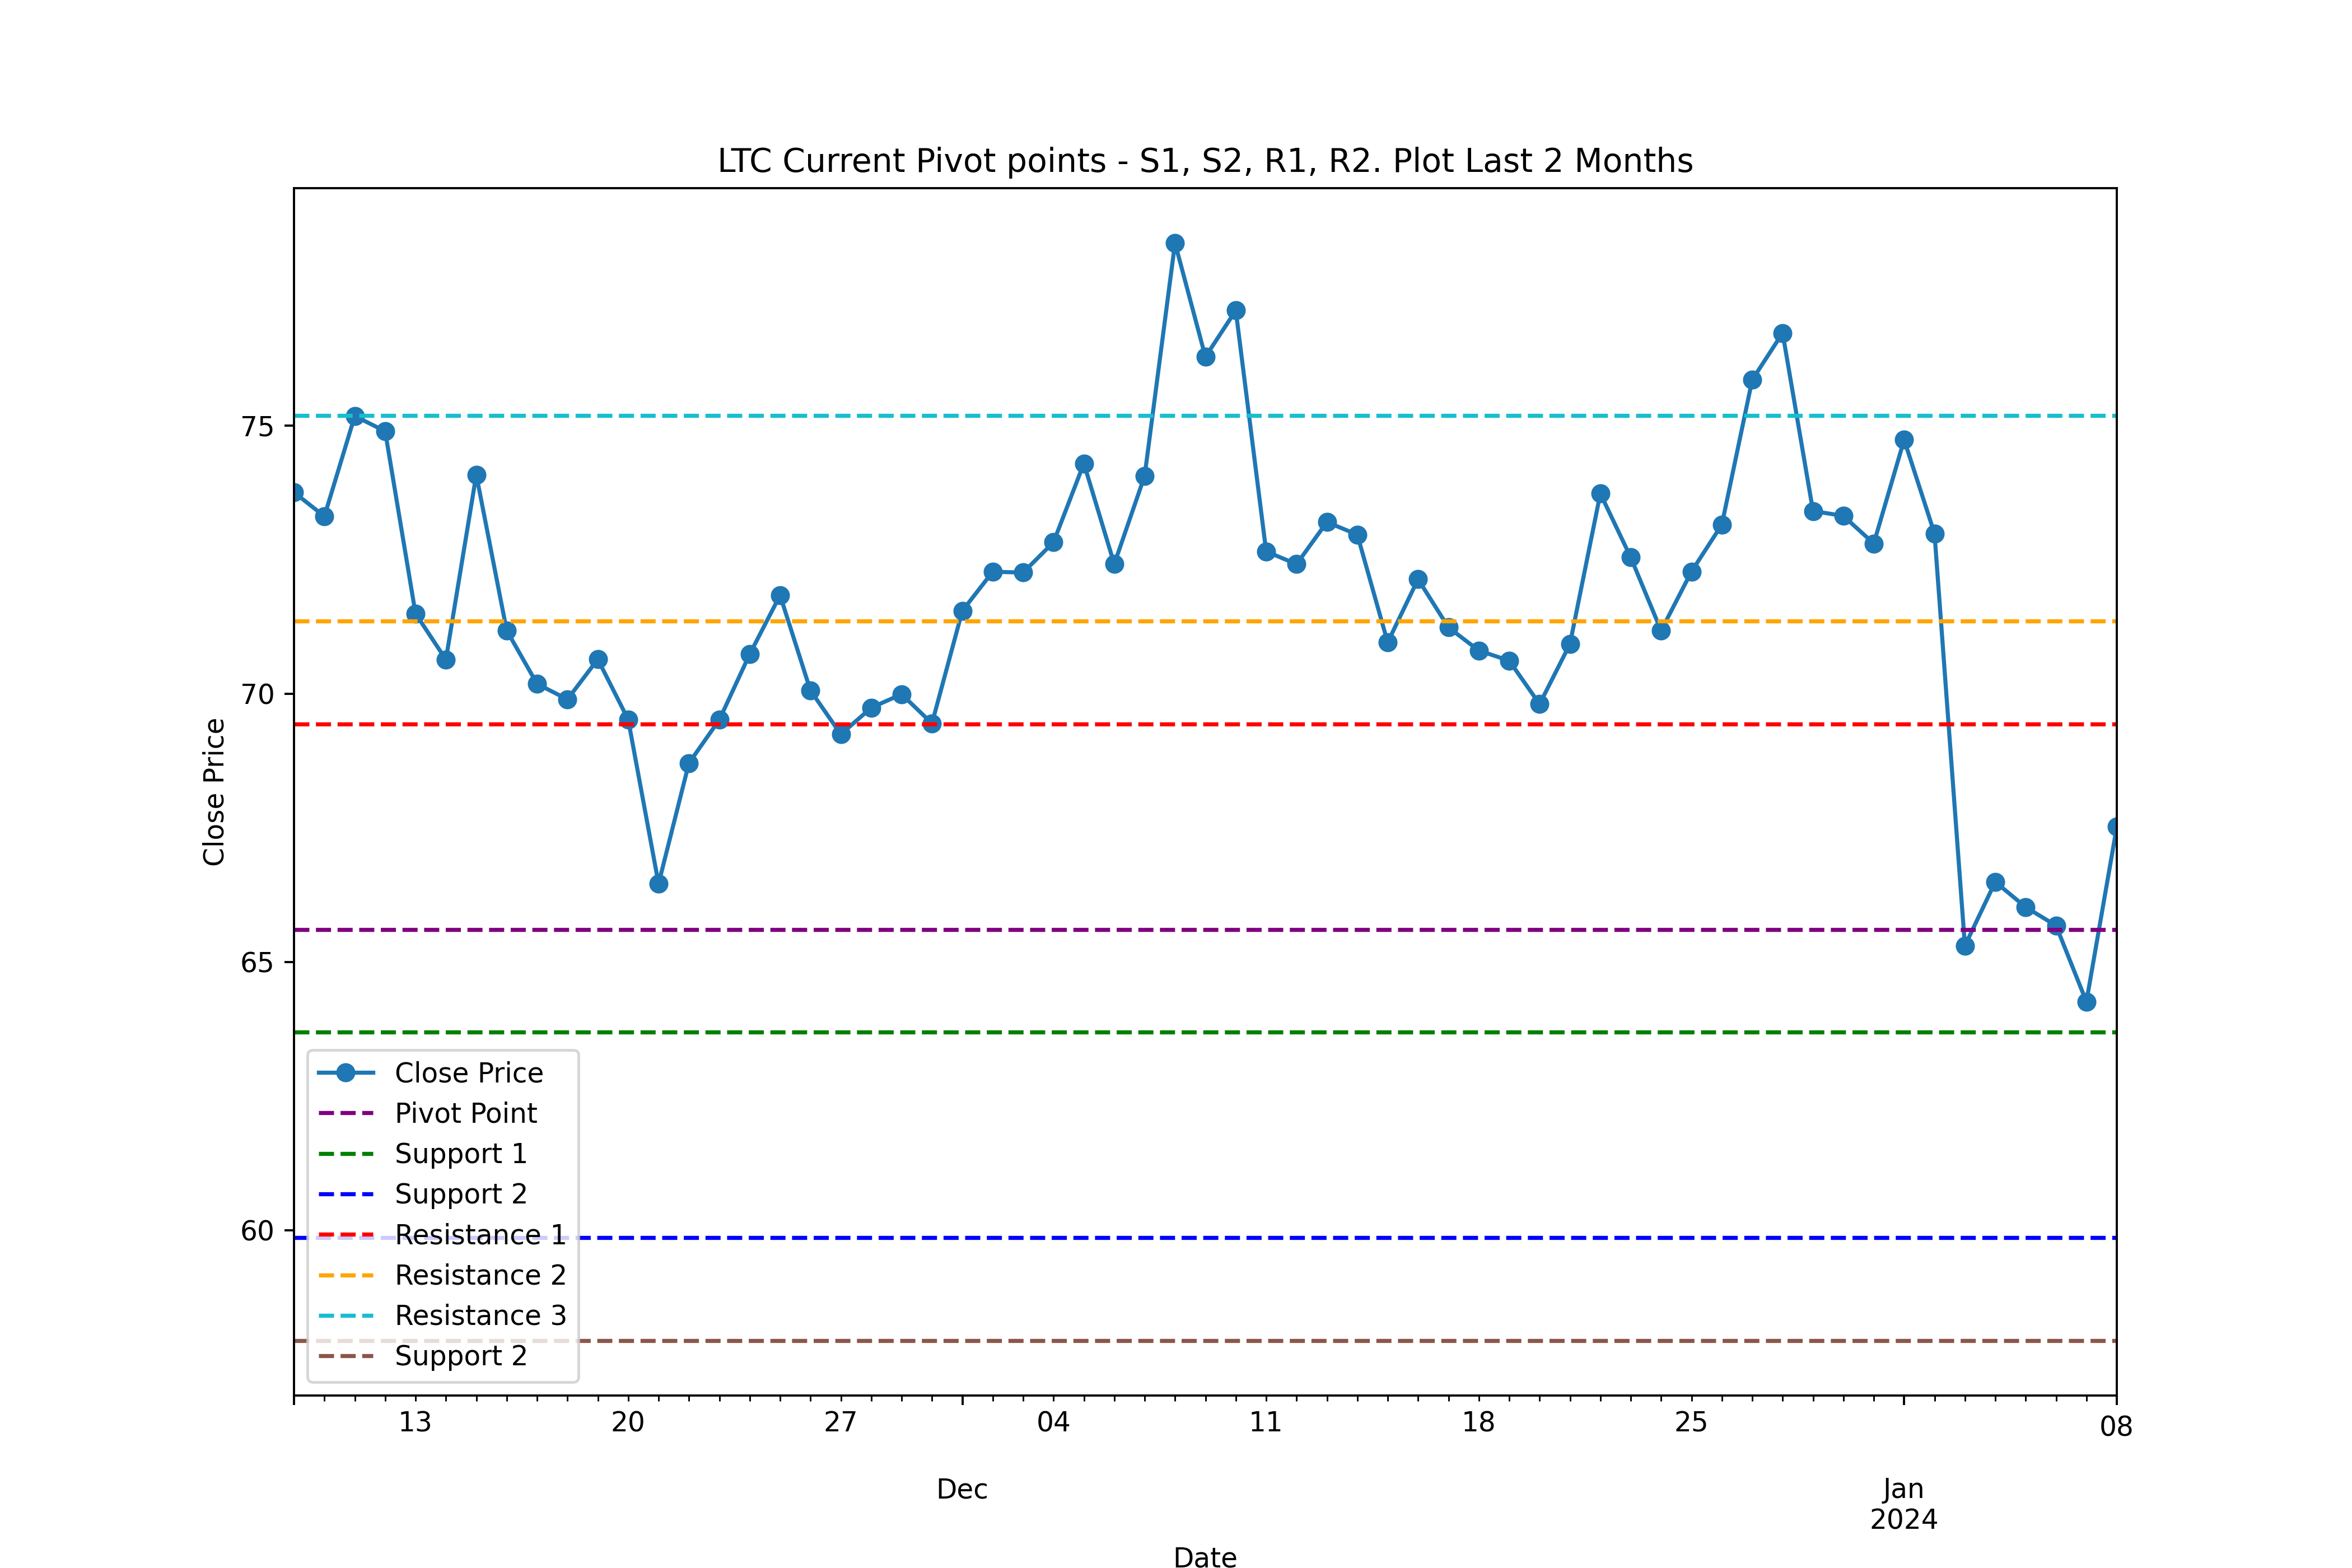 LTC Current Pivot points - S1, S2, R1, R2. Plot Last 2 Months
75
70
65
60
Close Price
Close Price
Pivot Point
Support 1
Support 2
Resistance 1
Resistance 2
Resistance 3
Support 2
13 20 27 04 11 18 25 08
Dec Jan
2024
Date